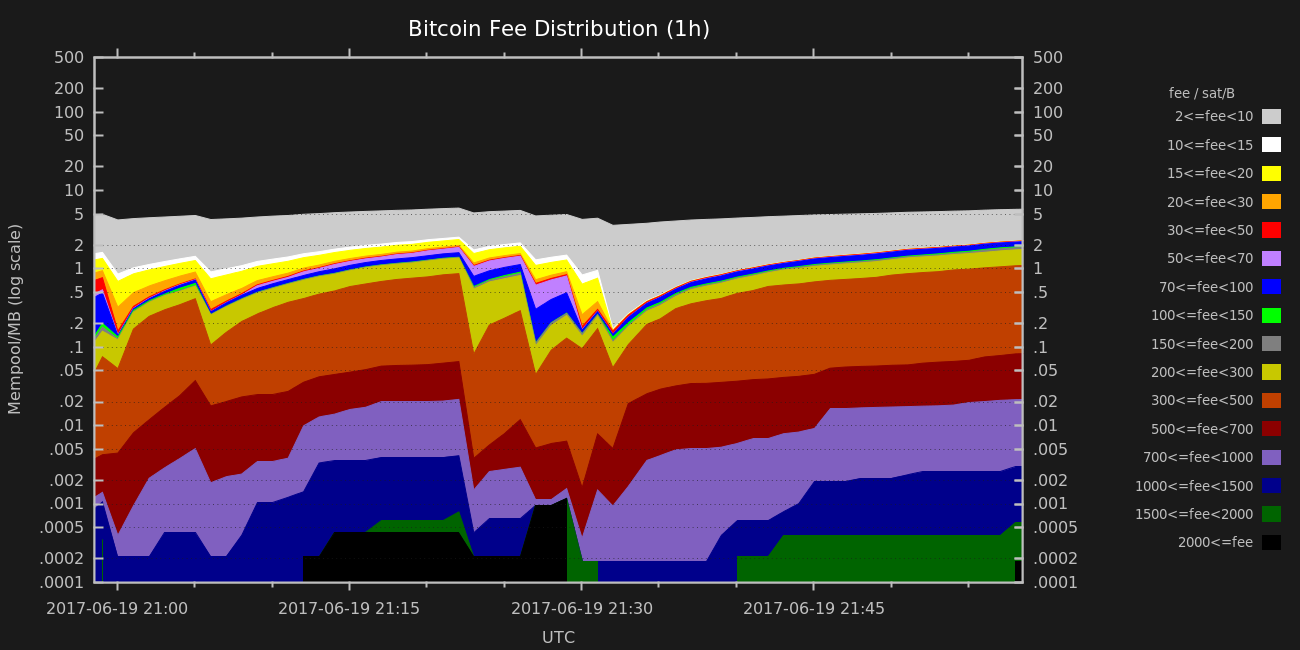 Bitcoin Fee Distribution (1h)
500 500
200 200
100 100
50 50
20 20
10 10
5 5
2 2
1 1
.5 .5
.2 .2
.1 .1
.05 .05
.02 .02
.01 .01
.005 .005
.002 .002
.001 .001
.0005 .0005
.0002 .0002
.0001 .0001
Mempool/MB (log scale)
2017-06-19 21:00 2017-06-19 21:15 2017-06-19 21:30 2017-06-19 21:45
UTC
fee / sat/B
2<=fee<10
10<=fee<15
15<=fee<20
20<=fee<30
30<=fee<50
50<=fee<70
70<=fee<100
100<=fee<150
150<=fee<200
200<=fee<300
300<=fee<500
500<=fee<700
700<=fee<1000
1000<=fee<1500
1500<=fee<2000
2000<=fee